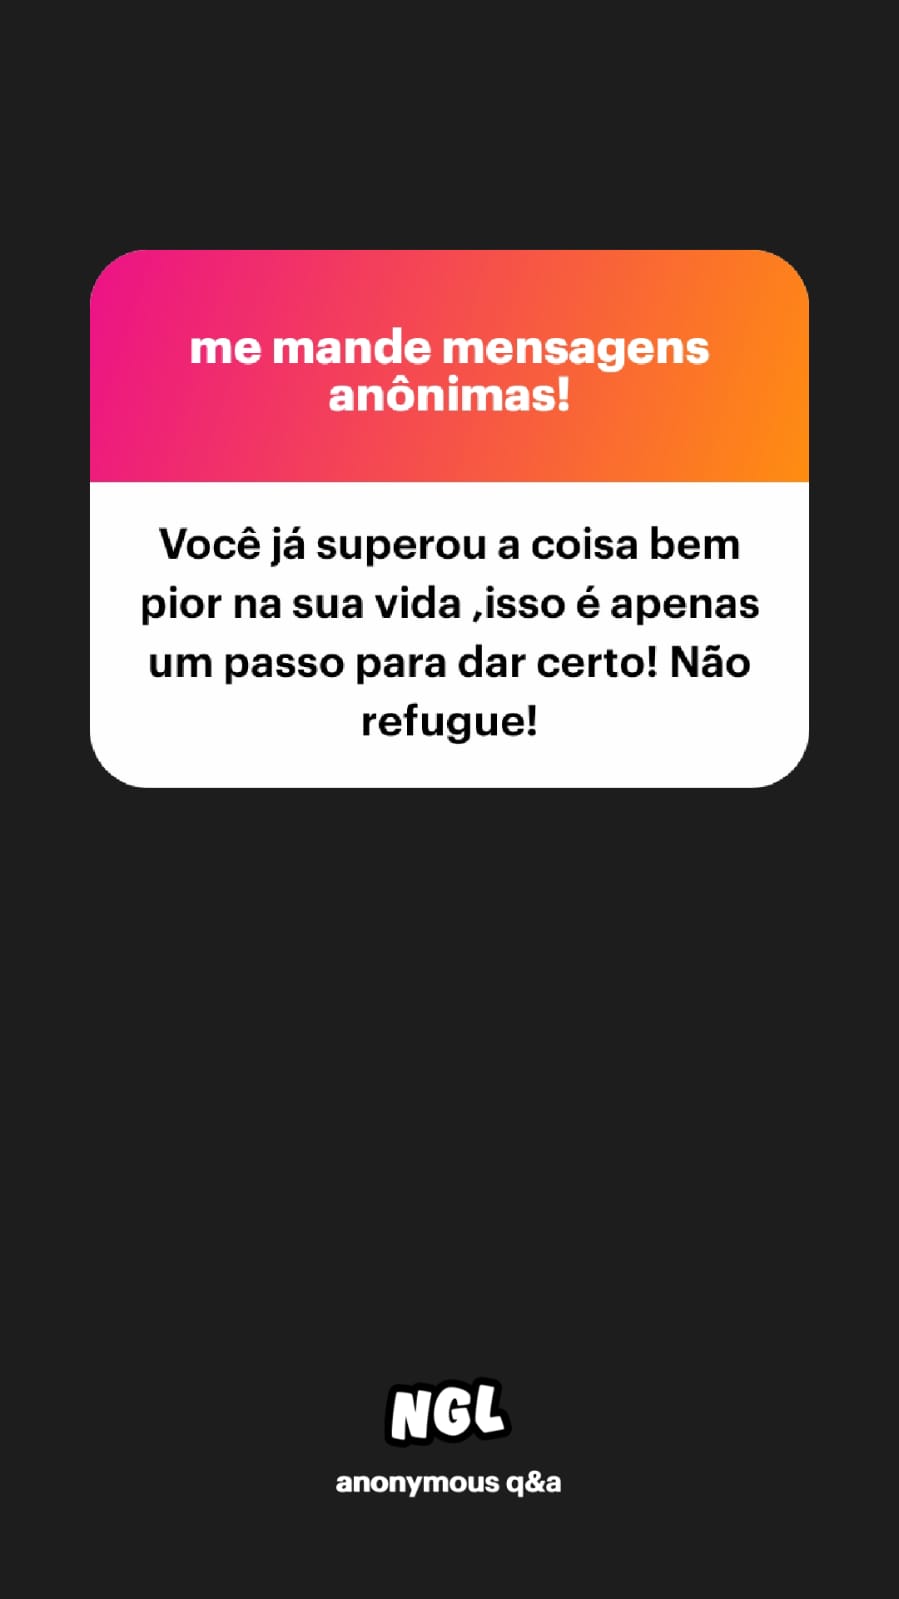 me mande mensagens
anônimas!
Você já superou a coisa bem
pior na sua vida ,isso é apenas
um passo para dar certo! Não
refugue!
NGL
anonymous q&a